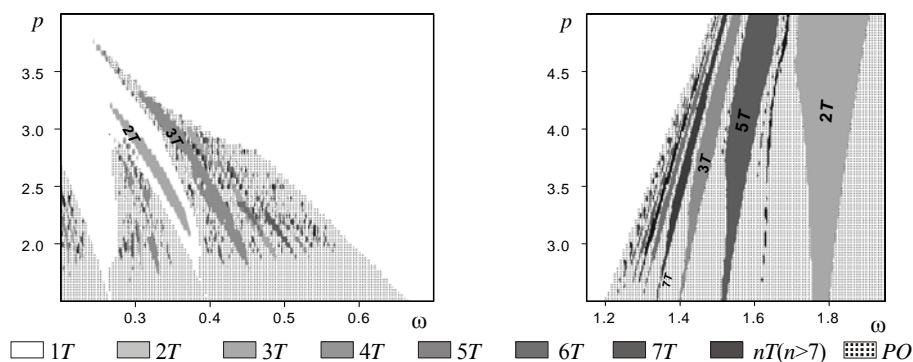 p
3.5
3.0
2.5
2.0
0.3 0.4 0.5 0.6 ω
2T
3T
p
4.5
4.0
3.5
3.0
1.2 1.4 1.6 1.8 ω
7T
3T
5T
2T
1T 2T 3T 4T 5T 6T 7T nT(n>7) PO